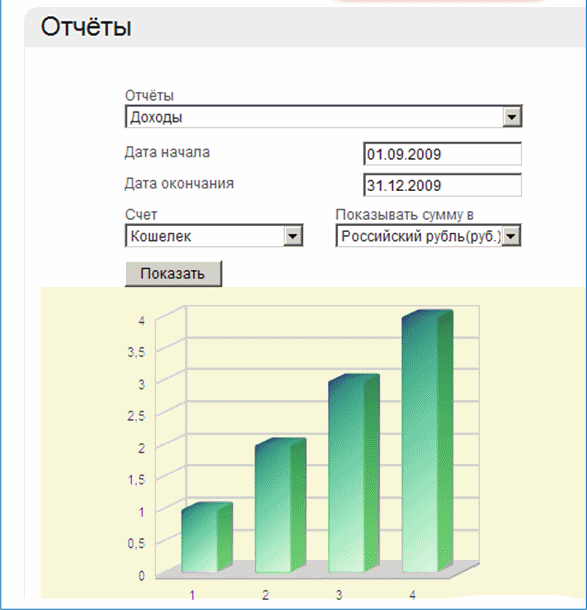 Отчёты
Отчёты
Доходы
Дата начала 01.09.2009
Дата окончания 31.12.2009
Счет Показывать сумму в
Кошелек Российский рубль(руб.)
Показать
4
3,5
3
2,5
2
1,5
1
0,5
0
1 2 3 4